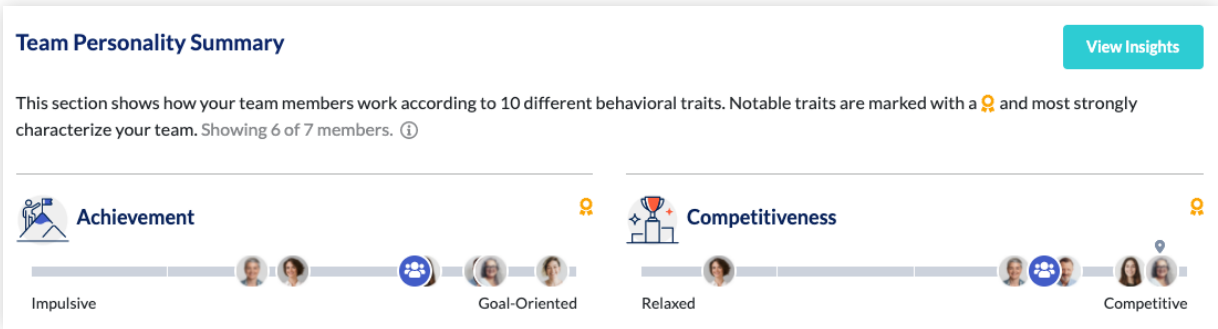 Team Personality Summary
View Insights
This section shows how your team members work according to 10 different behavioral traits. Notable traits are marked with a and most strongly
characterize your team. Showing 6 of 7 members.
Achievement
Impulsive
Goal-Oriented
Competitiveness
Relaxed
Competitive